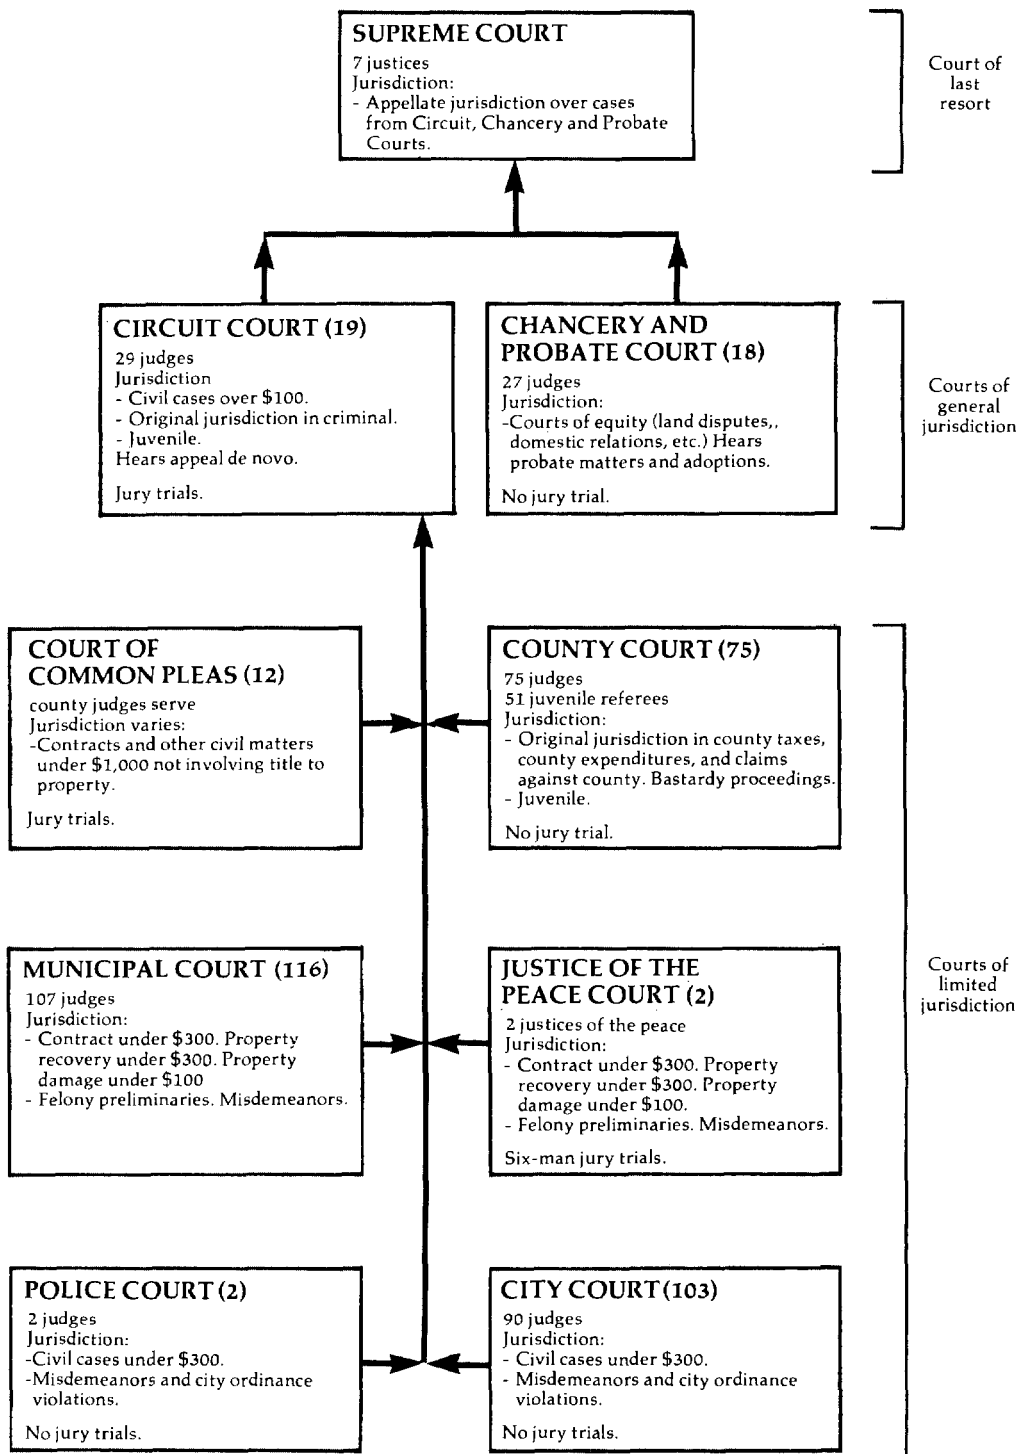 SUPREME COURT
7 justices
Jurisdiction:
- Appellate jurisdiction over cases
from Circuit, Chancery and Probate
Courts.
Court of
last
resort
CIRCUIT COURT (19)
29 judges
Jurisdiction
- Civil cases over $100.
- Original jurisdiction in criminal.
- Juvenile.
Hears appeal de novo.
Jury trials.
CHANCERY AND
PROBATE COURT (18)
27 judges
Jurisdiction:
-Courts of equity (land disputes,,
domestic relations, etc.) Hears
probate matters and adoptions.
No jury trial.
Courts of
general
jurisdiction
COURT OF
COMMON PLEAS (12)
county judges serve
Jurisdiction varies:
-Contracts and other civil matters
under $1,000 not involving title to
property.
Jury trials.
COUNTY COURT (75)
75 judges
51 juvenile referees
Jurisdiction:
- Original jurisdiction in county taxes,
county expenditures, and claims
against county. Bastardy proceedings.
- Juvenile.
No jury trial.
MUNICIPAL COURT (116)
107 judges
Jurisdiction:
- Contract under $300. Property
recovery under $300. Property
damage under $100
- Felony preliminaries. Misdemeanors.
JUSTICE OF THE
PEACE COURT (2)
2 justices of the peace
Jurisdiction:
- Contract under $300. Property
recovery under $300. Property
damage under $100.
- Felony preliminaries. Misdemeanors.
Six-man jury trials.
Courts of
limited
jurisdiction
POLICE COURT (2)
2 judges
Jurisdiction:
-Civil cases under $300.
-Misdemeanors and city ordinance
violations.
No jury trials.
CITY COURT (103)
90 judges
Jurisdiction:
- Civil cases under $300.
- Misdemeanors and city ordinance
violations.
No jury trials.